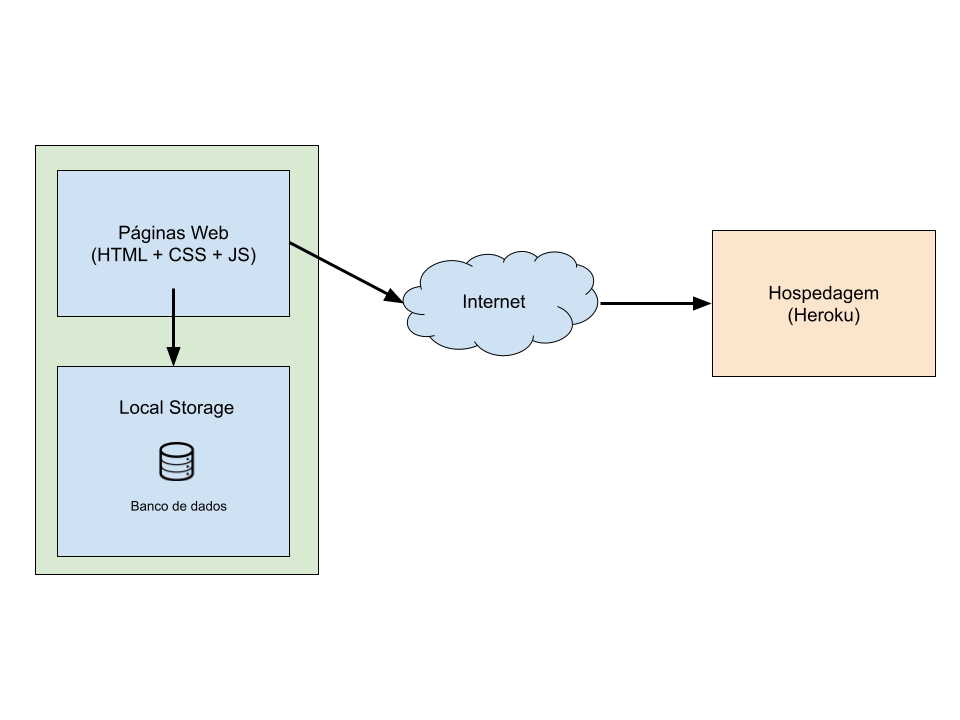 Páginas Web
(HTML + CSS + JS)
Local Storage
Banco de dados
Internet
Hospedagem
(Heroku)